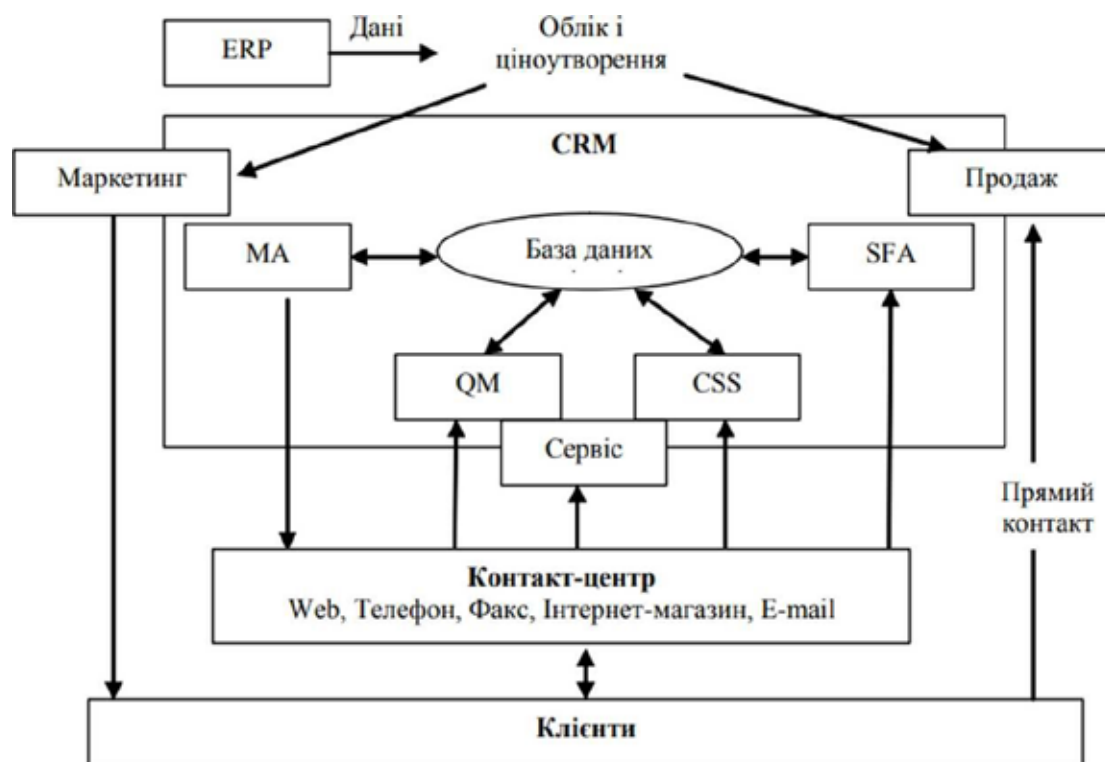 ERP
Дані
Облік і
ціноутворення
CRM
Маркетинг
Продаж
MA
База даних
SFA
QM
CSS
Сервіс
Прямий
контакт
Контакт-центр
Web, Телефон, Факс, Інтернет-магазин, E-mail
Клієнти